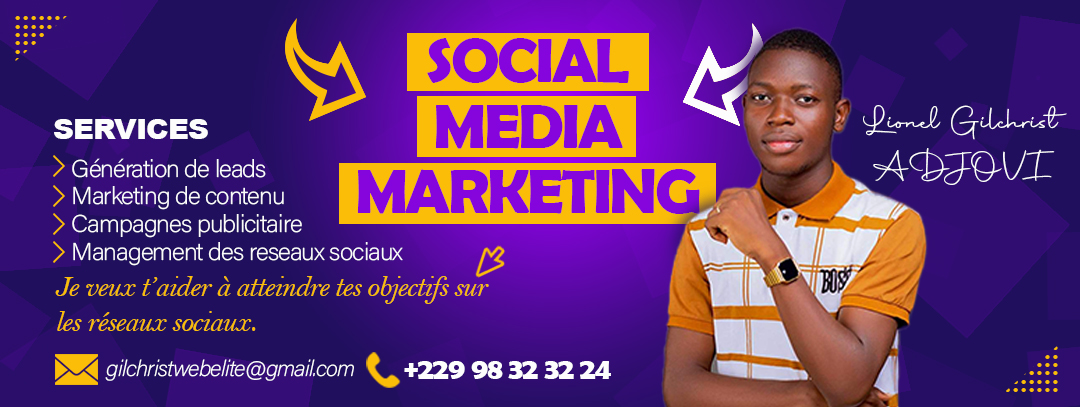 SOCIAL
MEDIA
MARKETING
SERVICES
Génération de leads
Marketing de contenu
Campagnes publicitaire
Management des reseaux sociaux
Je veux t’aider à atteindre tes objectifs sur
les réseaux sociaux.
gilchristwebelite@gmail.com
+229 98 32 32 24
Lionel Gilchrist
ADJOVI